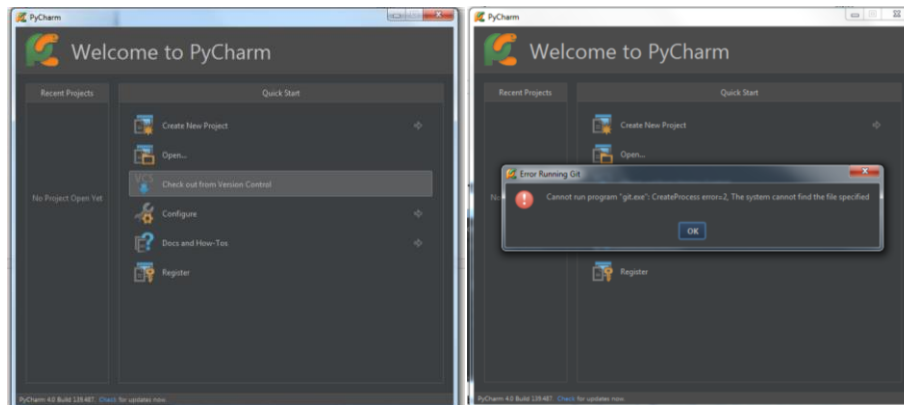 PyCharm
Welcome to PyCharm
Recent Projects
Quick Start
Create New Project
Open...
VCS
Check out from Version Control
No Project Open Yet
Configure
Docs and How-Tos
Register
PyCharm 4.0 Build 139.487. Check for updates now.
PyCharm
Welcome to PyCharm
Recent Projects
Quick Start
Create New Project
Open...
Error Running Git
No
Cannot run program "git.exe": CreateProcess error=2, The system cannot find the file specified
OK
Register
PyCharm 4.0 Build 139.487. Check for updates now.